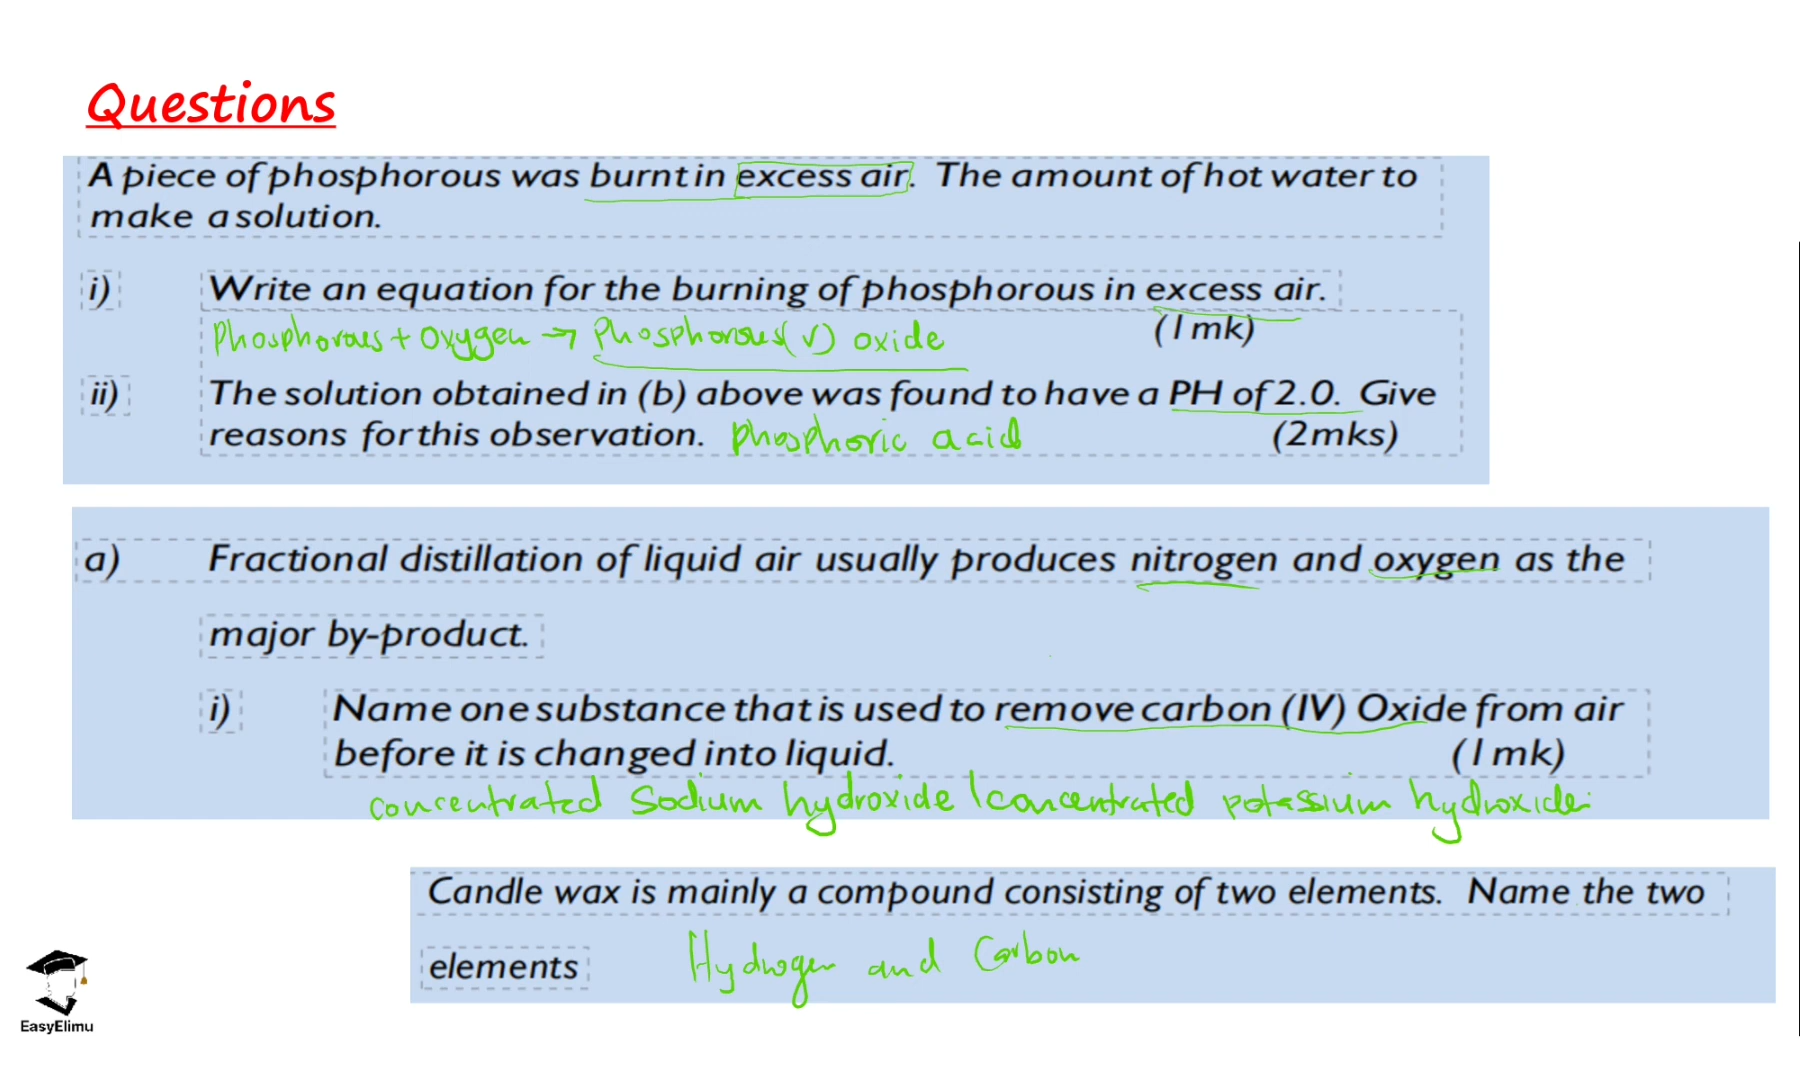 Questions
A piece of phosphorous was burnt in excess air. The amount of hot water to
make a solution.
i) Write an equation for the burning of phosphorous in excess air.
(1 mk)
Phosphorous + Oxygen → Phosphorous(V) oxide
ii) The solution obtained in (b) above was found to have a PH of 2.0. Give
reasons for this observation. (2mks)
phosphoric acid
a) Fractional distillation of liquid air usually produces nitrogen and oxygen as the
major by-product.
i) Name one substance that is used to remove carbon (IV) Oxide from air
before it is changed into liquid. (1 mk)
concentrated Sodium hydroxide / concentrated potassium hydroxide.
Candle wax is mainly a compound consisting of two elements. Name the two
elements
Hydrogen and Carbon
EasyElimu